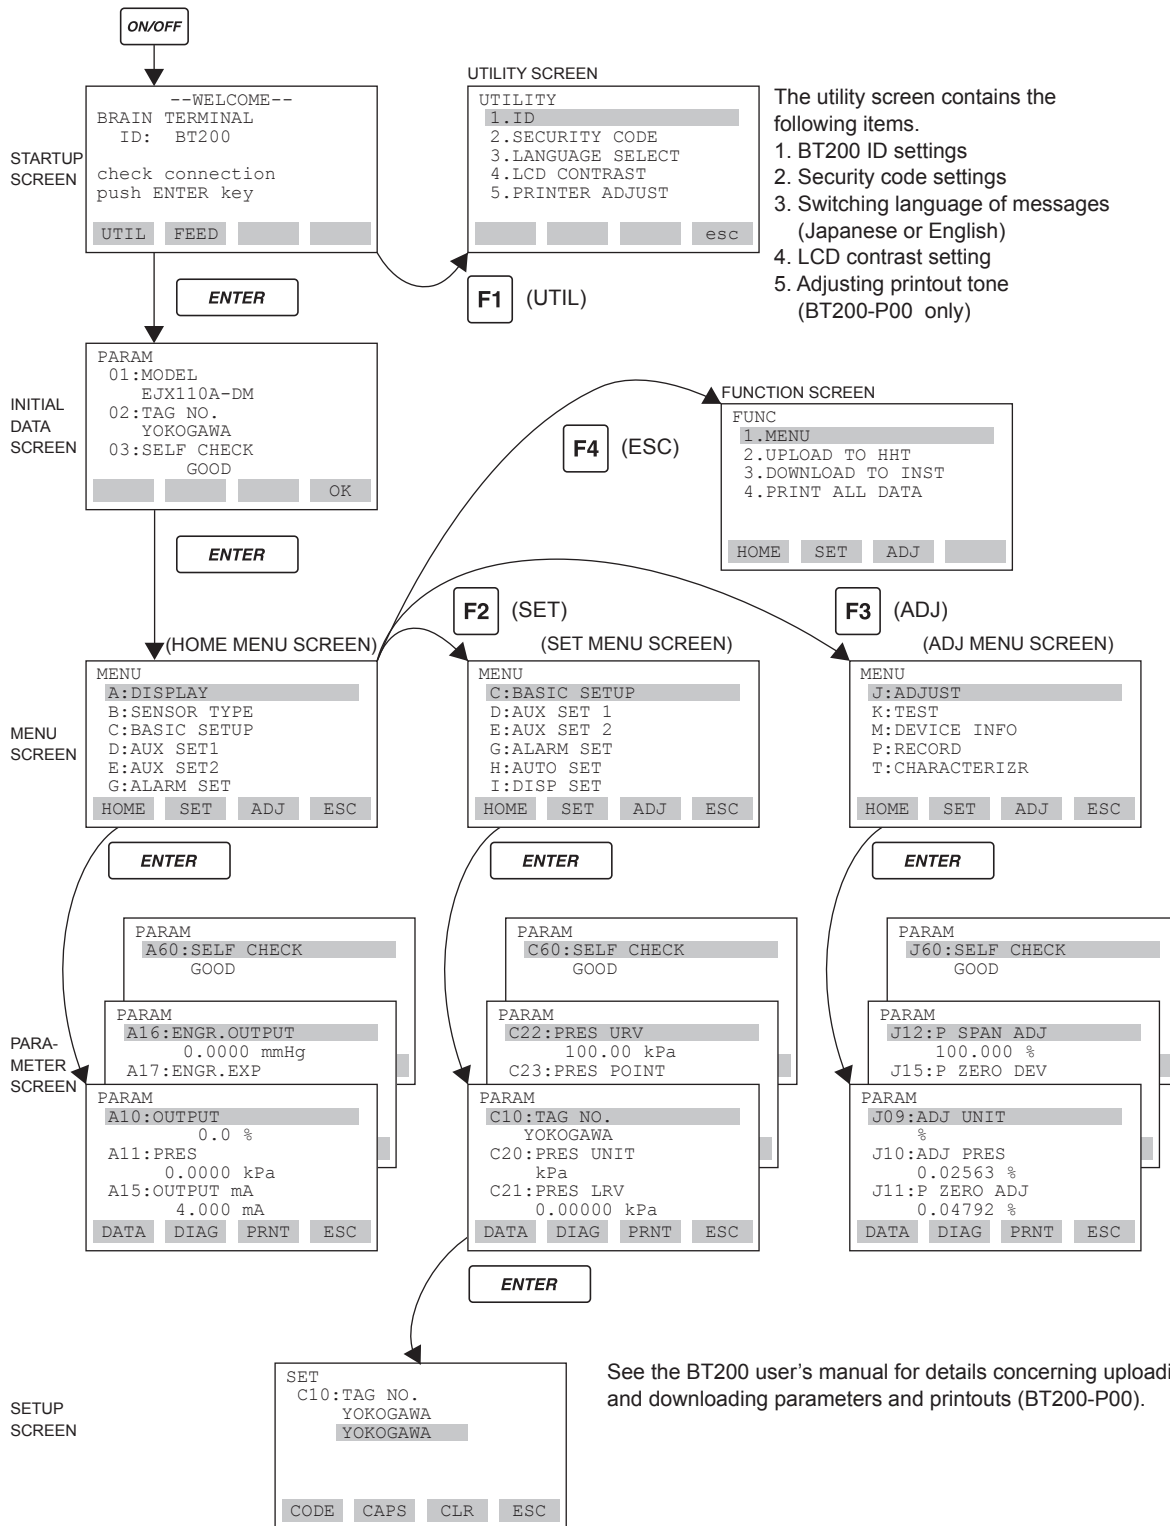 ON/OFF
STARTUP
SCREEN
--WELCOME--
BRAIN TERMINAL
ID: BT200
check connection
push ENTER key
UTIL FEED
UTILITY SCREEN
UTILITY
1.ID
2.SECURITY CODE
3.LANGUAGE SELECT
4.LCD CONTRAST
5.PRINTER ADJUST
esc
The utility screen contains the
following items.
1. BT200 ID settings
2. Security code settings
3. Switching language of messages
(Japanese or English)
4. LCD contrast setting
5. Adjusting printout tone
(BT200-P00 only)
ENTER
F1 (UTIL)
INITIAL
DATA
SCREEN
PARAM
01:MODEL
EJX110A-DM
02:TAG NO.
YOKOGAWA
03:SELF CHECK
GOOD
OK
F4 (ESC)
FUNCTION SCREEN
FUNC
1.MENU
2.UPLOAD TO HHT
3.DOWNLOAD TO INST
4.PRINT ALL DATA
HOME SET ADJ
ENTER
F2 (SET)
F3 (ADJ)
(HOME MENU SCREEN)
(SET MENU SCREEN)
(ADJ MENU SCREEN)
MENU
SCREEN
MENU
A:DISPLAY
B:SENSOR TYPE
C:BASIC SETUP
D:AUX SET1
E:AUX SET2
G:ALARM SET
HOME SET ADJ ESC
MENU
C:BASIC SETUP
D:AUX SET 1
E:AUX SET 2
G:ALARM SET
H:AUTO SET
I:DISP SET
HOME SET ADJ ESC
MENU
J:ADJUST
K:TEST
M:DEVICE INFO
P:RECORD
T:CHARACTERIZR
HOME SET ADJ ESC
ENTER
ENTER
ENTER
PARA-
METER
SCREEN
PARAM
A60:SELF CHECK
GOOD
PARAM
A16:ENGR.OUTPUT
0.0000 mmHg
A17:ENGR.EXP
PARAM
A10:OUTPUT
0.0 %
A11:PRES
0.0000 kPa
A15:OUTPUT mA
4.000 mA
DATA DIAG PRNT ESC
PARAM
C60:SELF CHECK
GOOD
PARAM
C22:PRES URV
100.00 kPa
C23:PRES POINT
PARAM
C10:TAG NO.
YOKOGAWA
C20:PRES UNIT
kPa
C21:PRES LRV
0.00000 kPa
DATA DIAG PRNT ESC
PARAM
J60:SELF CHECK
GOOD
PARAM
J12:P SPAN ADJ
100.000 %
J15:P ZERO DEV
PARAM
J09:ADJ UNIT
%
J10:ADJ PRES
0.02563 %
J11:P ZERO ADJ
0.04792 %
DATA DIAG PRNT ESC
ENTER
SETUP
SCREEN
SET
C10:TAG NO.
YOKOGAWA
YOKOGAWA
CODE CAPS CLR ESC
See the BT200 user's manual for details concerning uploadi
and downloading parameters and printouts (BT200-P00).